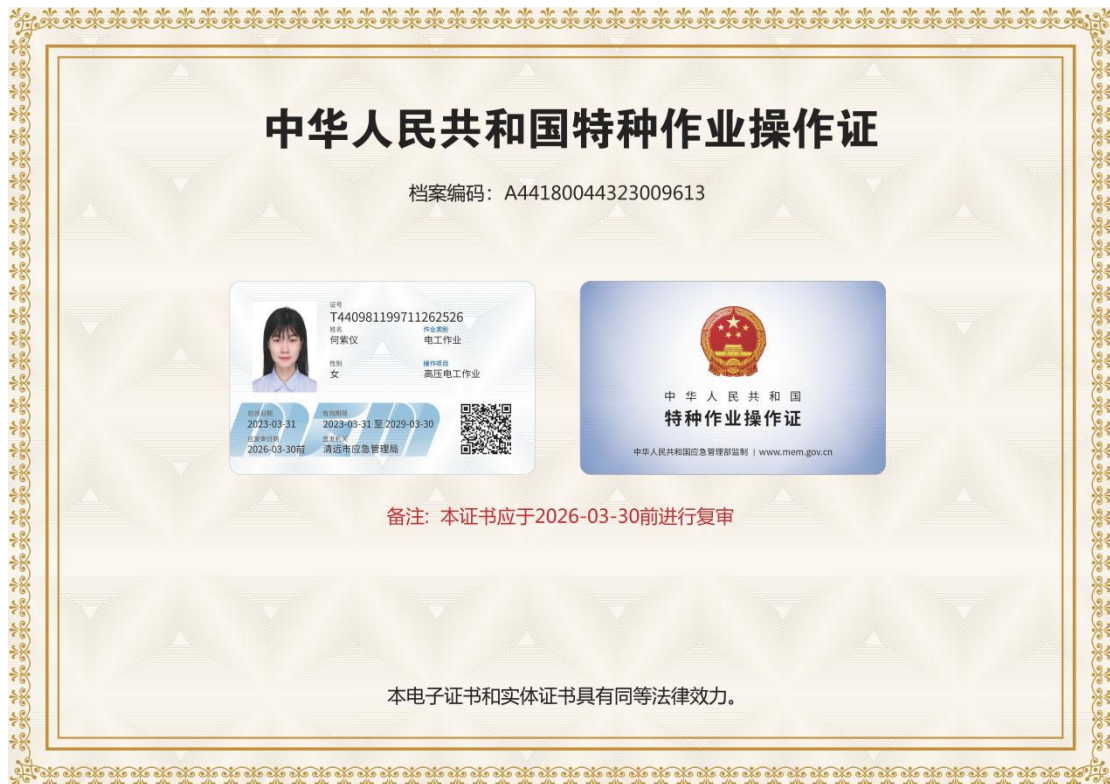 中华人民共和国特种作业操作证
档案编码：A44180044323009613
证号
T440981199711262526
姓名 作业类别
何紫仪 电工作业
性别 操作项目
女 高压电工作业
初领日期 有效期限
2023-03-31 2023-03-31 至 2029-03-30
应复审日期 签发机关
2026-03-30前 清远市应急管理局
中华人民共和国
特种作业操作证
中华人民共和国应急管理部监制 | www.mem.gov.cn
备注: 本证书应于2026-03-30前进行复审
本电子证书和实体证书具有同等法律效力。